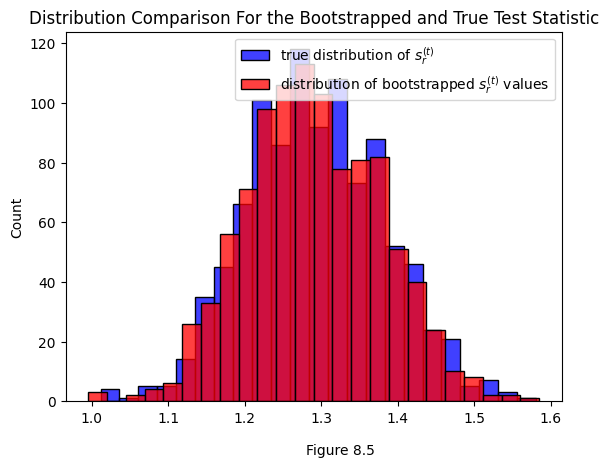 Distribution Comparison For the Bootstrapped and True Test Statistic
true distribution of $s_r^{(t)}$
distribution of bootstrapped $s_r^{(t)}$ values
Count
120
100
80
60
40
20
0
1.0 1.1 1.2 1.3 1.4 1.5 1.6
Figure 8.5